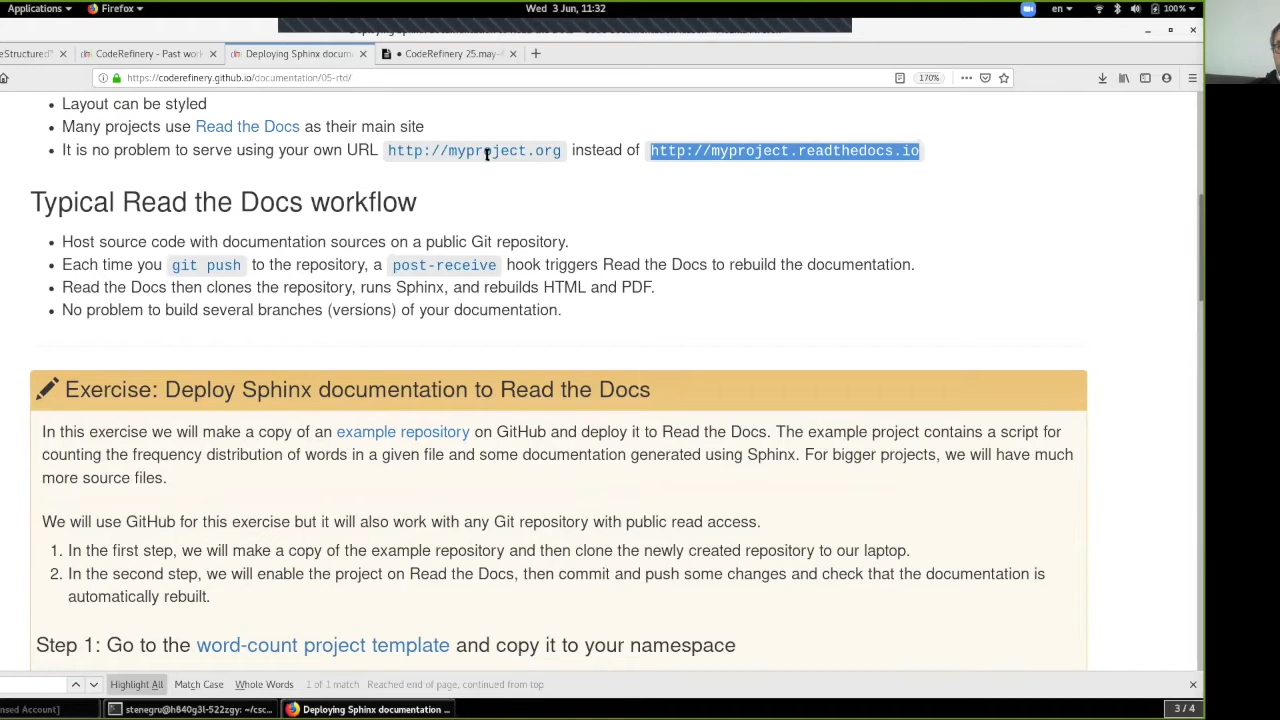 Applications
Firefox
Wed 3 Jun, 11:32
en
100 %
eStructured"
CodeRefinery - Past wor
Deploying Sphinx docum
CodeRefinery 25.may-
https://coderefinery.github.io/documentation/05-rtd/
170%
Layout can be styled
Many projects use Read the Docs as their main site
It is no problem to serve using your own URL http://myproject.org instead of http://myproject.readthedocs.io
Typical Read the Docs workflow
Host source code with documentation sources on a public Git repository.
Each time you git push to the repository, a post-receive hook triggers Read the Docs to rebuild the documentation.
Read the Docs then clones the repository, runs Sphinx, and rebuilds HTML and PDF.
No problem to build several branches (versions) of your documentation.
Exercise: Deploy Sphinx documentation to Read the Docs
In this exercise we will make a copy of an example repository on GitHub and deploy it to Read the Docs. The example project contains a script for
counting the frequency distribution of words in a given file and some documentation generated using Sphinx. For bigger projects, we will have much
more source files.
We will use GitHub for this exercise but it will also work with any Git repository with public read access.
1. In the first step, we will make a copy of the example repository and then clone the newly created repository to our laptop.
2. In the second step, we will enable the project on Read the Docs, then commit and push some changes and check that the documentation is
automatically rebuilt.
Step 1: Go to the word-count project template and copy it to your namespace
Highlight All
Match Case
Whole Words
1 of 1 match
Reached end of page, continued from top
nsed Account]
stenegru@h840g3l-522zgy: ~/csc...
Deploying Sphinx documentation ...
3 / 4